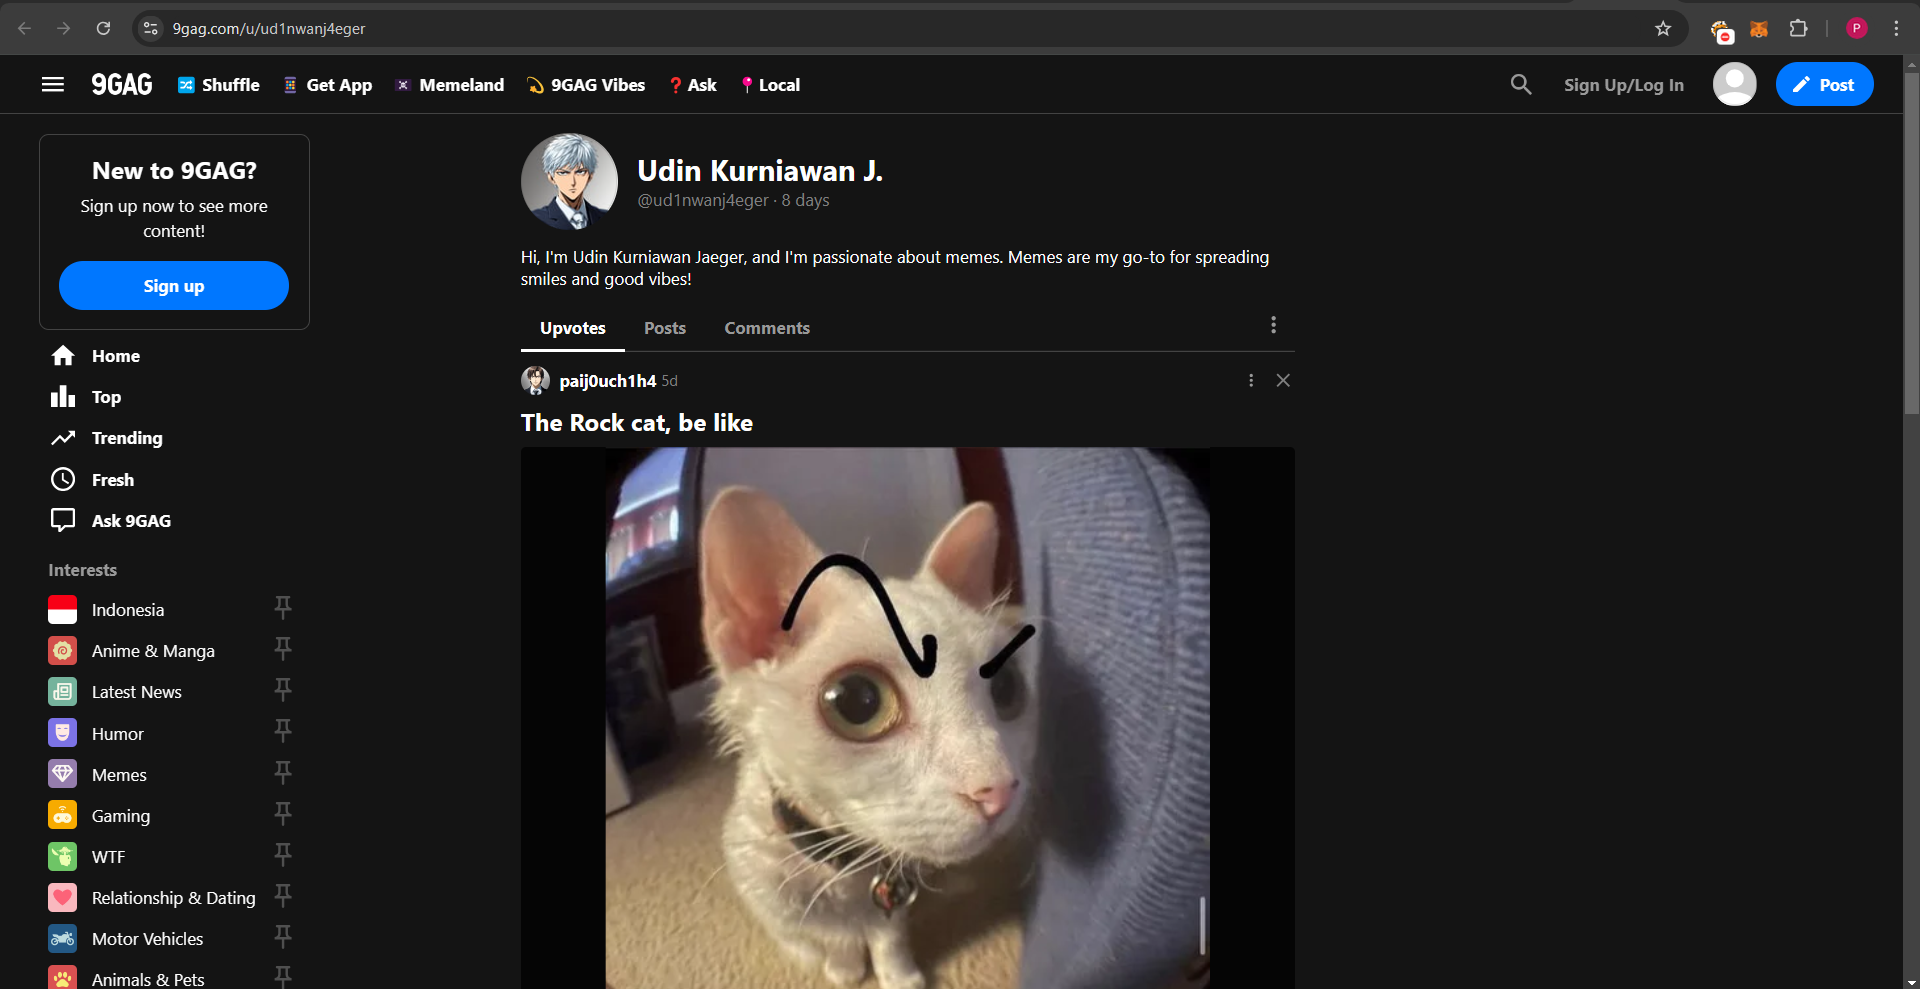 9gag.com/u/ud1nwanj4eger
P
9GAG
Shuffle
Get App
Memeland
9GAG Vibes
Ask
Local
Sign Up/Log In
Post
New to 9GAG?
Sign up now to see more
content!
Sign up
Home
Top
Trending
Fresh
Ask 9GAG
Interests
Indonesia
Anime & Manga
Latest News
Humor
Memes
Gaming
WTF
Relationship & Dating
Motor Vehicles
Animals & Pets
Udin Kurniawan J.
@ud1nwanj4eger · 8 days
Hi, I'm Udin Kurniawan Jaeger, and I'm passionate about memes. Memes are my go-to for spreading
smiles and good vibes!
Upvotes
Posts
Comments
paij0uch1h4 5d
The Rock cat, be like